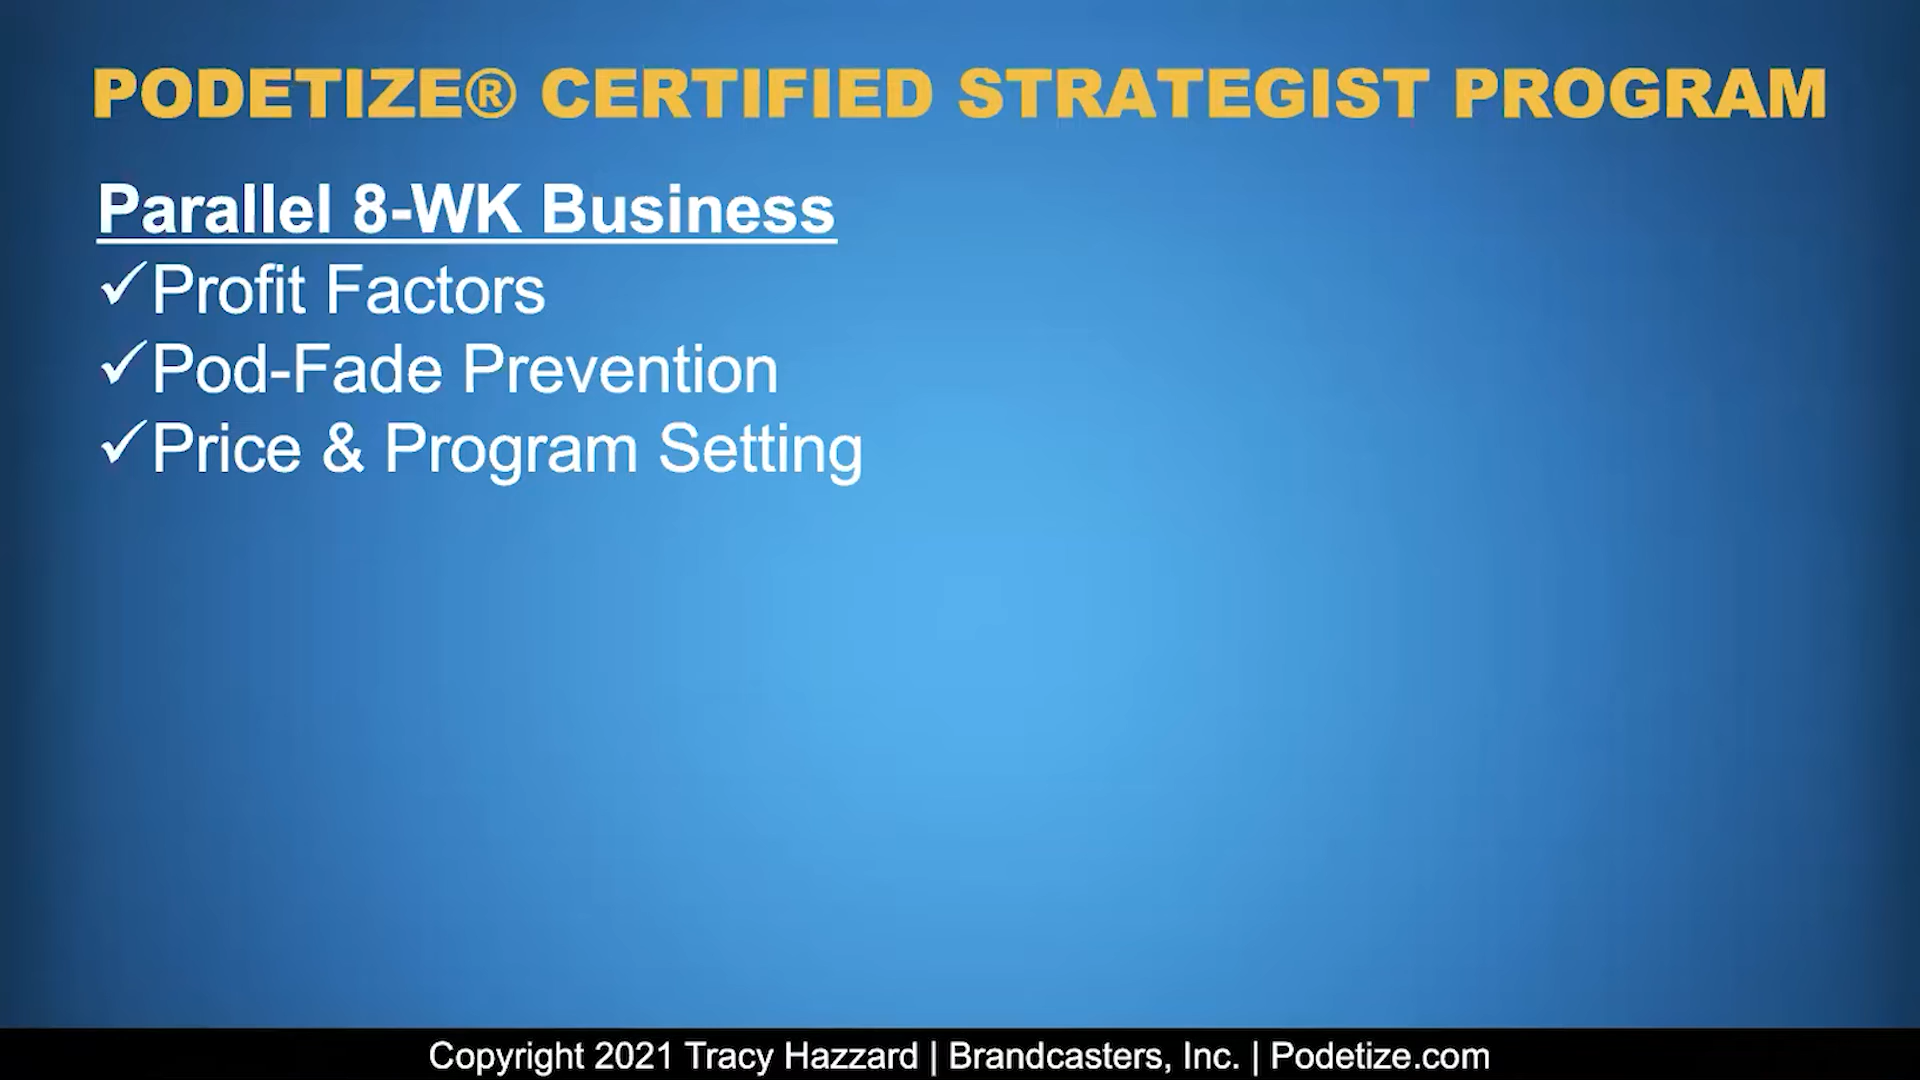 PODETIZE® CERTIFIED STRATEGIST PROGRAM
Parallel 8-WK Business
✓Profit Factors
✓Pod-Fade Prevention
✓Price & Program Setting
Copyright 2021 Tracy Hazzard | Brandcasters, Inc. | Podetize.com